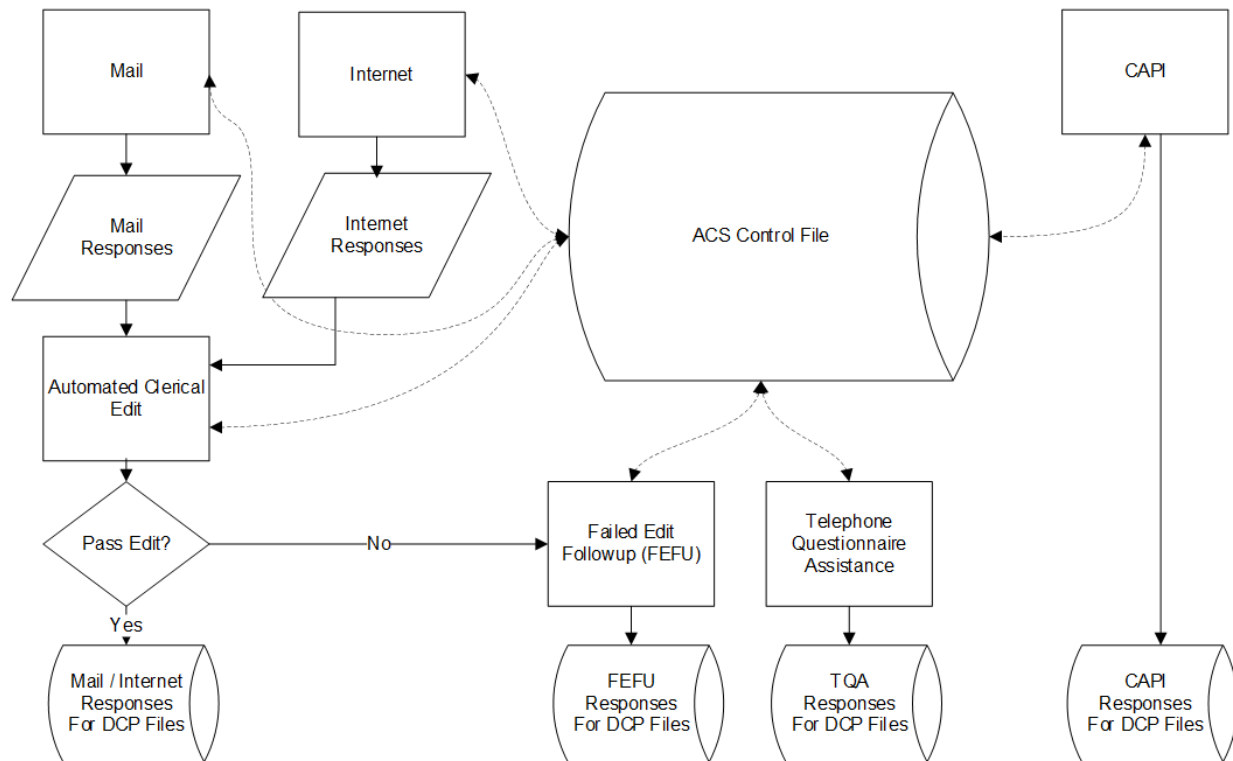 Mail
Internet
CAPI
Mail
Responses
Internet
Responses
ACS Control File
Automated Clerical
Edit
Pass Edit?
No
Failed Edit
Followup (FEFU)
Telephone
Questionnaire
Assistance
Yes
Mail / Internet
Responses
For DCP Files
FEFU
Responses
For DCP Files
TQA
Responses
For DCP Files
CAPI
Responses
For DCP Files